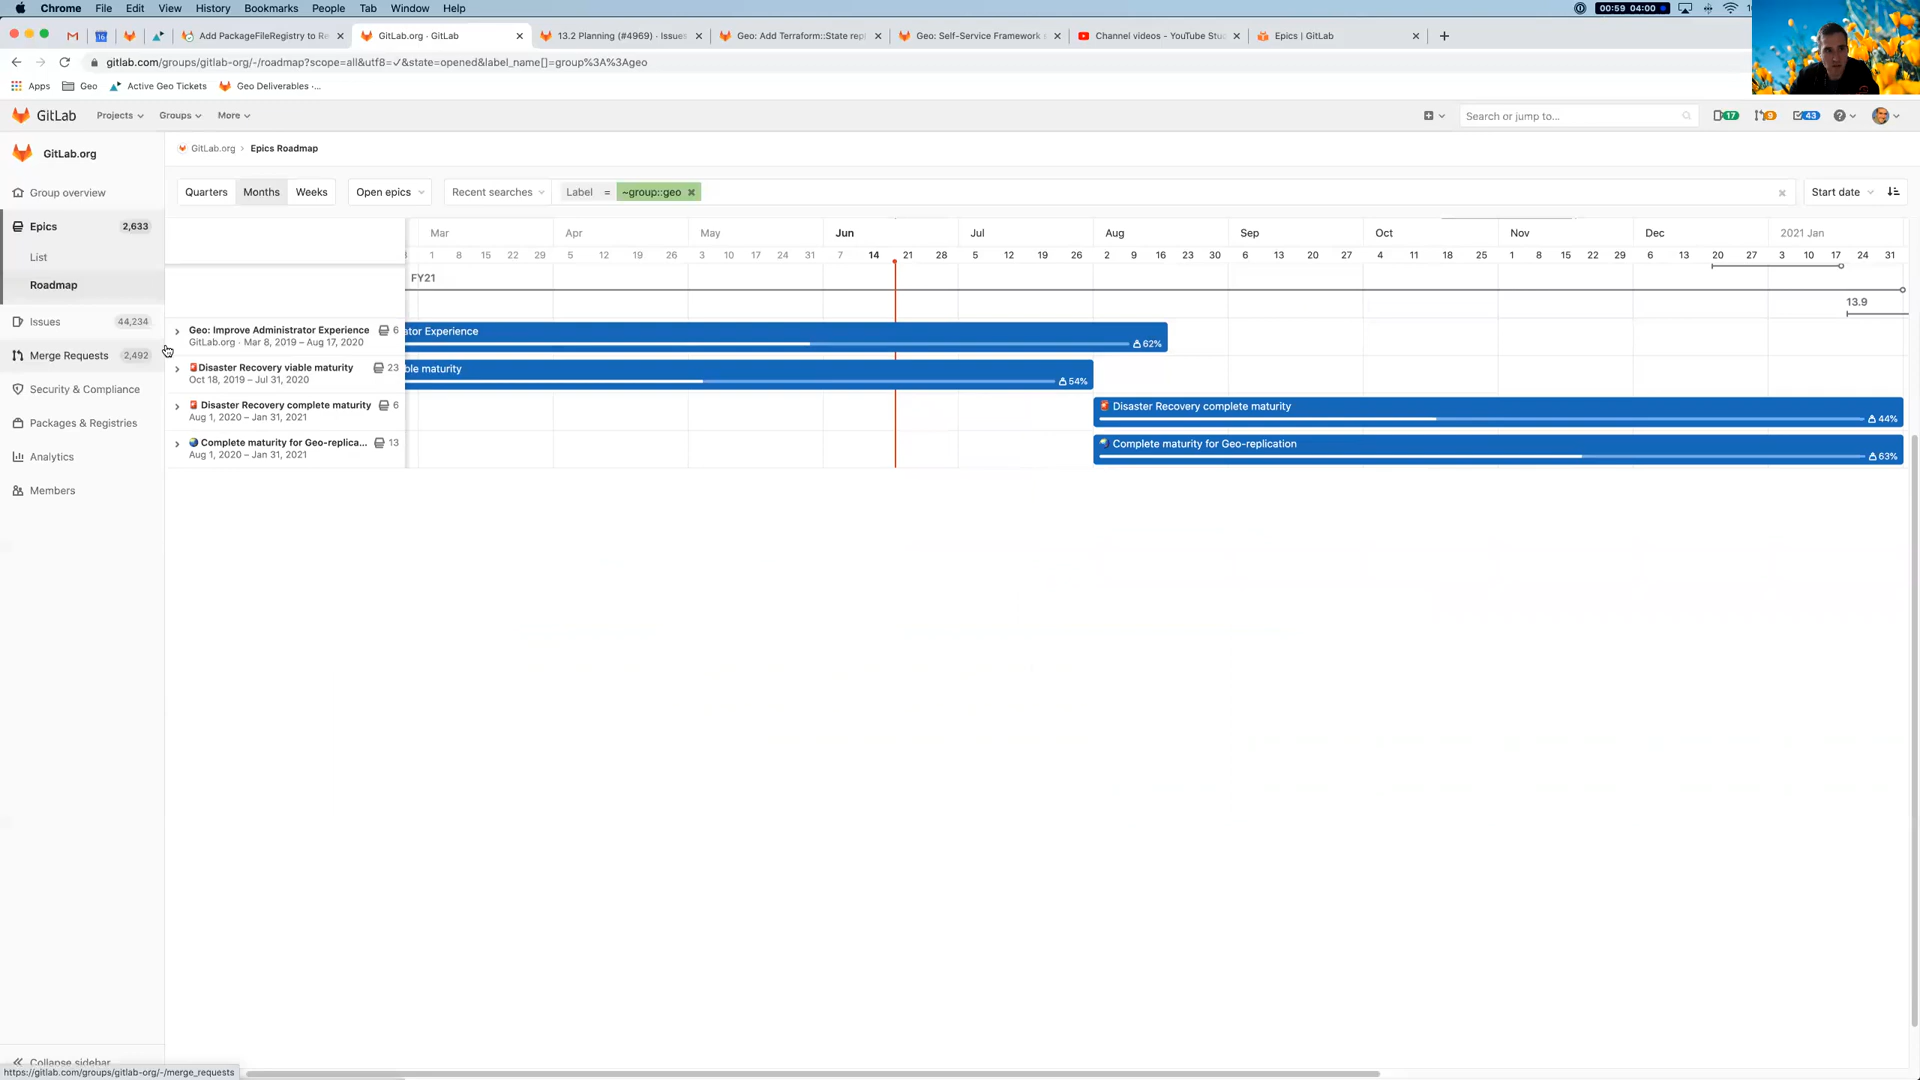 Chrome File Edit View History Bookmarks People Tab Window Help
00:59 04:00
Add PackageFileRegistry to Re
GitLab.org · GitLab
13.2 Planning (#4969) · Issues
Geo: Add Terraform::State repl
Geo: Self-Service Framework
Channel videos - YouTube Stu
Epics | GitLab
gitlab.com/groups/gitlab-org/-/roadmap?scope=all&utf8=✓&state=opened&label_name[]=group%3A%3Ageo
Apps Geo Active Geo Tickets Geo Deliverables ·...
GitLab Projects Groups More Search or jump to... 17 9 43
GitLab.org
GitLab.org › Epics Roadmap
Group overview
Quarters Months Weeks Open epics Recent searches Label = ~group::geo Start date
Epics 2,633
List
Roadmap
Issues 44,234
Merge Requests 2,492
Security & Compliance
Packages & Registries
Analytics
Members
Collapse sidebar
https://gitlab.com/groups/gitlab-org/-/merge_requests
Mar Apr May Jun Jul Aug Sep Oct Nov Dec 2021 Jan
1 8 15 22 29 5 12 19 26 3 10 17 24 31 7 14 21 28 5 12 19 26 2 9 16 23 30 6 13 20 27 4 11 18 25 1 8 15 22 29 6 13 20 27 3 10 17 24 31
FY21
13.9
Geo: Improve Administrator Experience 6
GitLab.org · Mar 8, 2019 – Aug 17, 2020
ator Experience
62%
Disaster Recovery viable maturity 23
Oct 18, 2019 – Jul 31, 2020
ble maturity
54%
Disaster Recovery complete maturity 6
Aug 1, 2020 – Jan 31, 2021
Disaster Recovery complete maturity
44%
Complete maturity for Geo-replica... 13
Aug 1, 2020 – Jan 31, 2021
Complete maturity for Geo-replication
63%